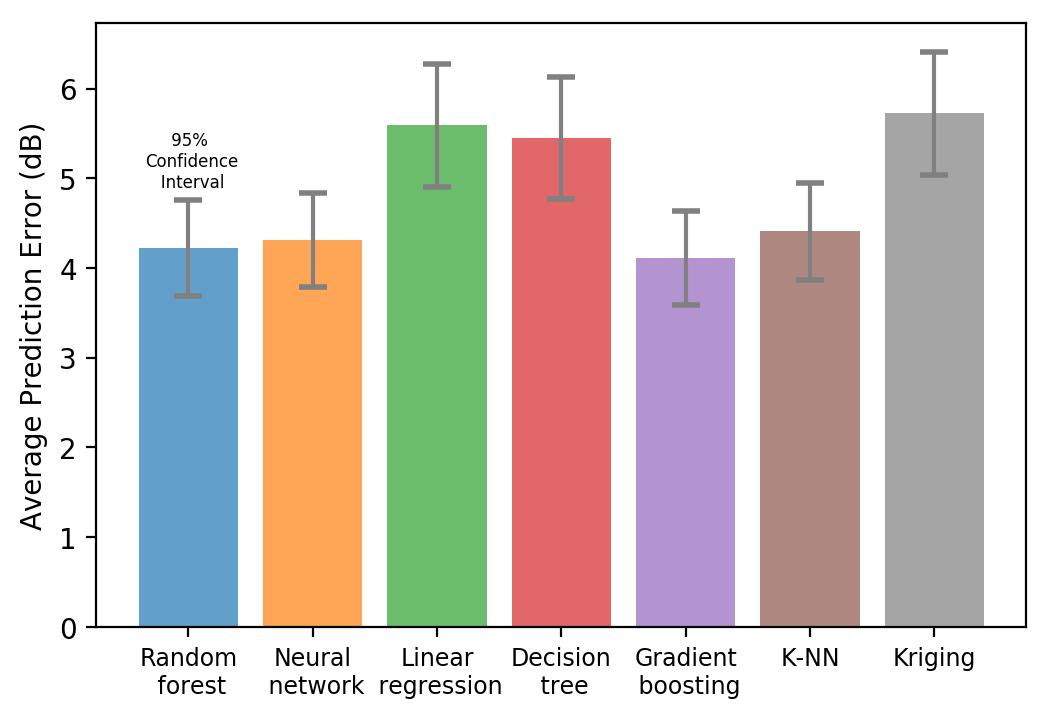 Average Prediction Error (dB)
6
5
4
3
2
1
0
95%
Confidence
Interval
Random
forest
Neural
network
Linear
regression
Decision
tree
Gradient
boosting
K-NN
Kriging